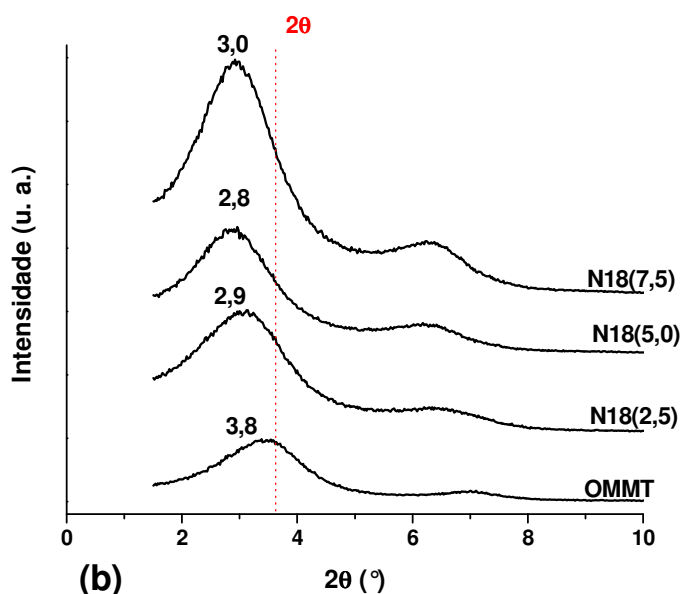 2θ
3,0
2,8
2,9
3,8
N18(7,5)
N18(5,0)
N18(2,5)
OMMT
Intensidade (u. a.)
0 2 4 6 8 10
(b) 2θ (°)